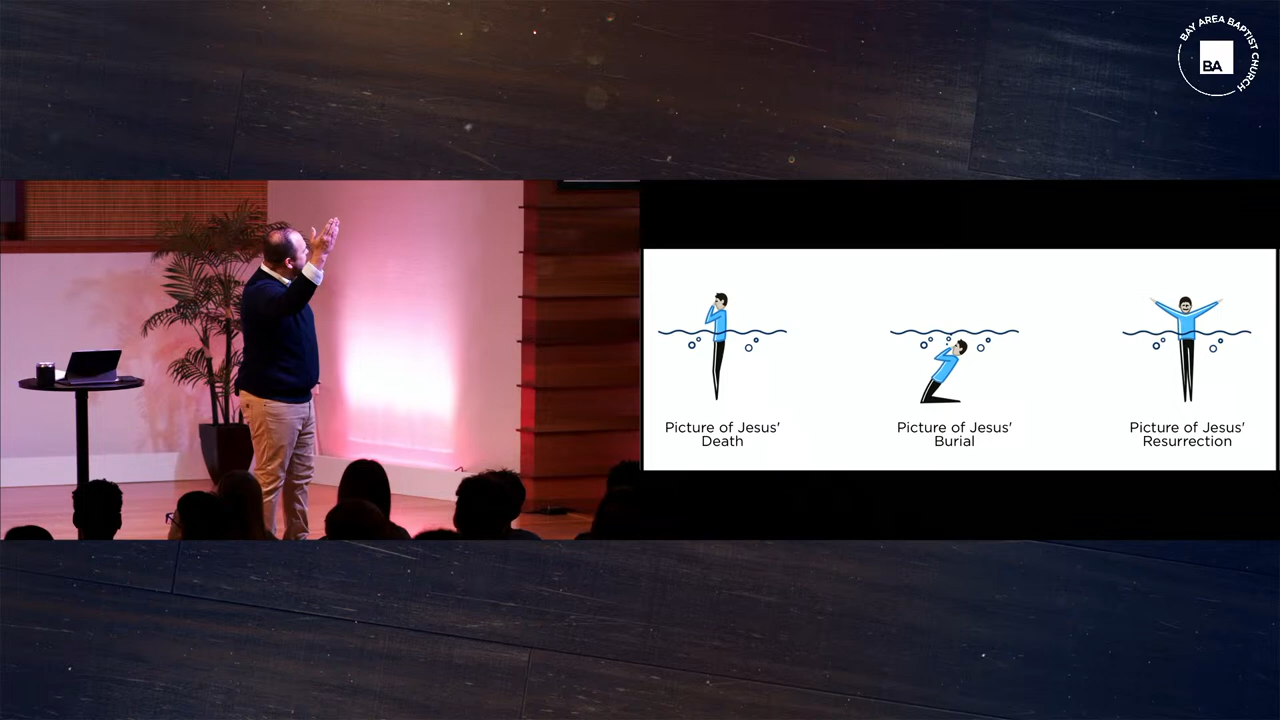 BAY AREA BAPTIST CHURCH
BA
Picture of Jesus'
Death
Picture of Jesus'
Burial
Picture of Jesus'
Resurrection